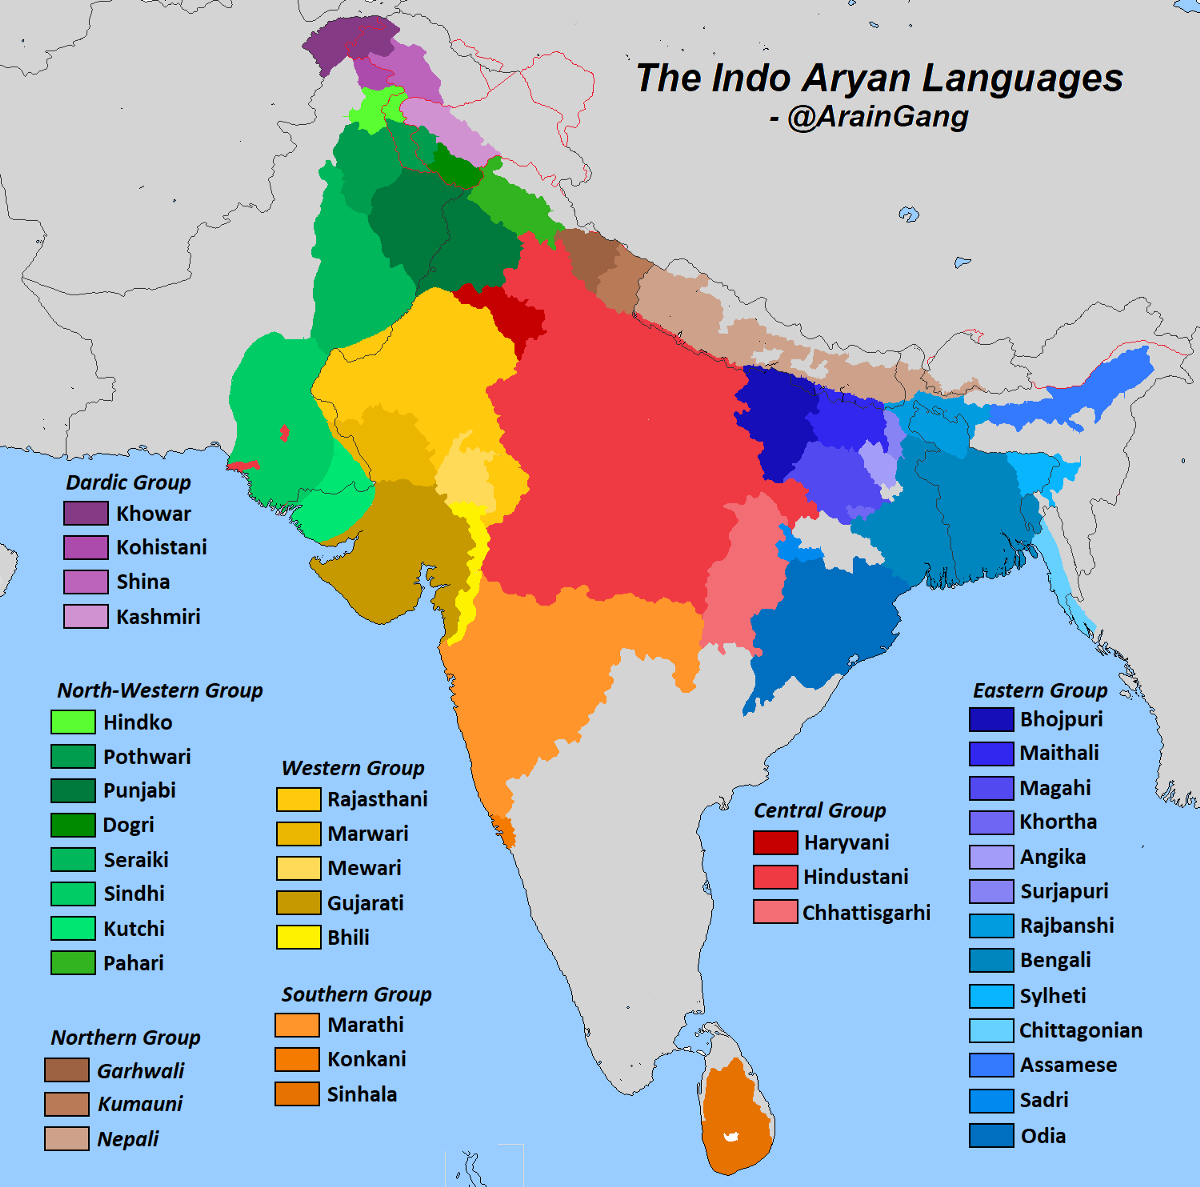 The Indo Aryan Languages
- @ArainGang
Dardic Group
Khowar
Kohistani
Shina
Kashmiri
North-Western Group
Hindko
Pothwari
Punjabi
Dogri
Seraiki
Sindhi
Kutchi
Pahari
Northern Group
Garhwali
Kumauni
Nepali
Western Group
Rajasthani
Marwari
Mewari
Gujarati
Bhili
Southern Group
Marathi
Konkani
Sinhala
Central Group
Haryvani
Hindustani
Chhattisgarhi
Eastern Group
Bhojpuri
Maithali
Magahi
Khortha
Angika
Surjapuri
Rajbanshi
Bengali
Sylheti
Chittagonian
Assamese
Sadri
Odia